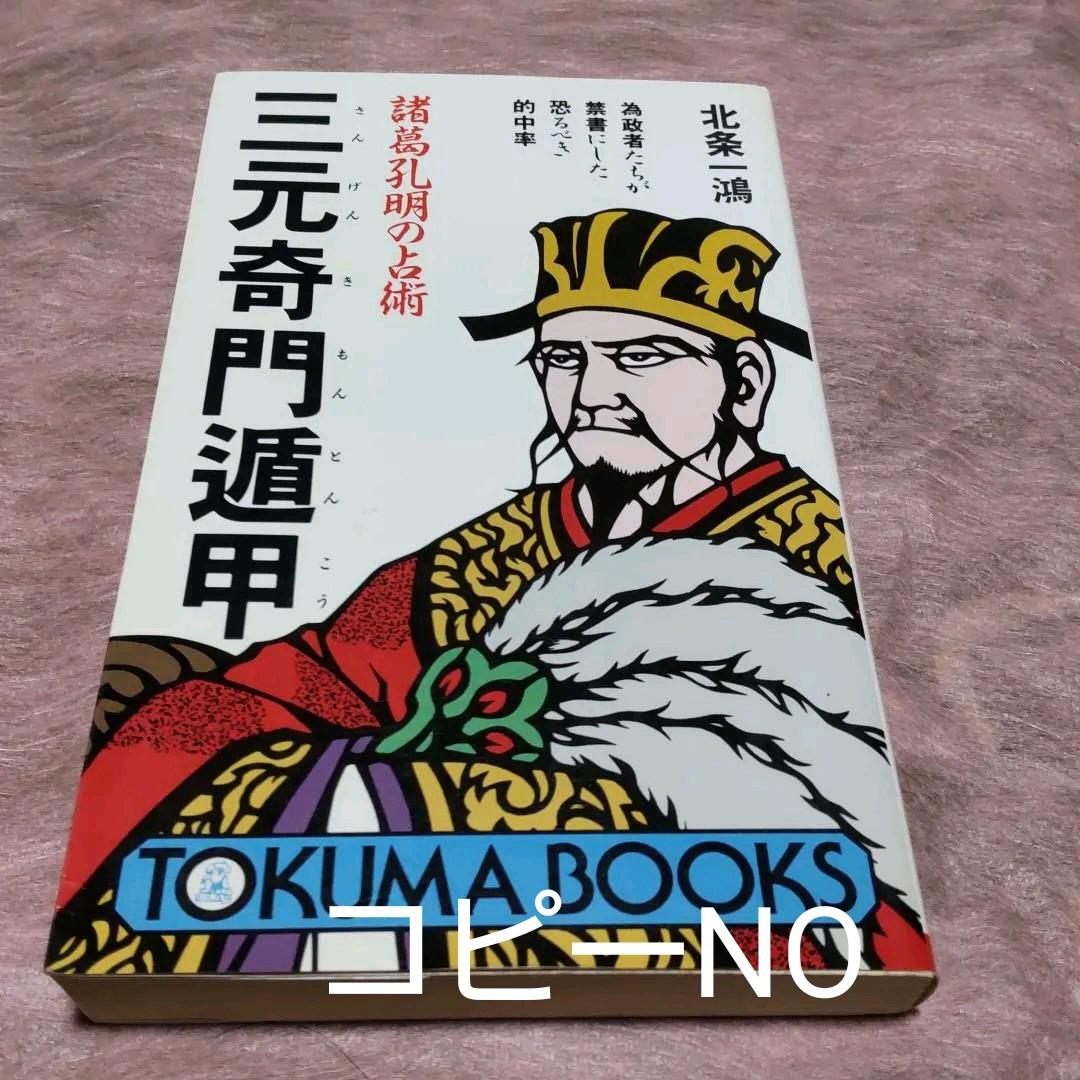 北条一鴻
為政者たちが
禁書にした
恐るべき
的中率
諸葛孔明の占術
三元奇門遁甲
さんげんきもんとんこう
TOKUMA BOOKS
コピーNO